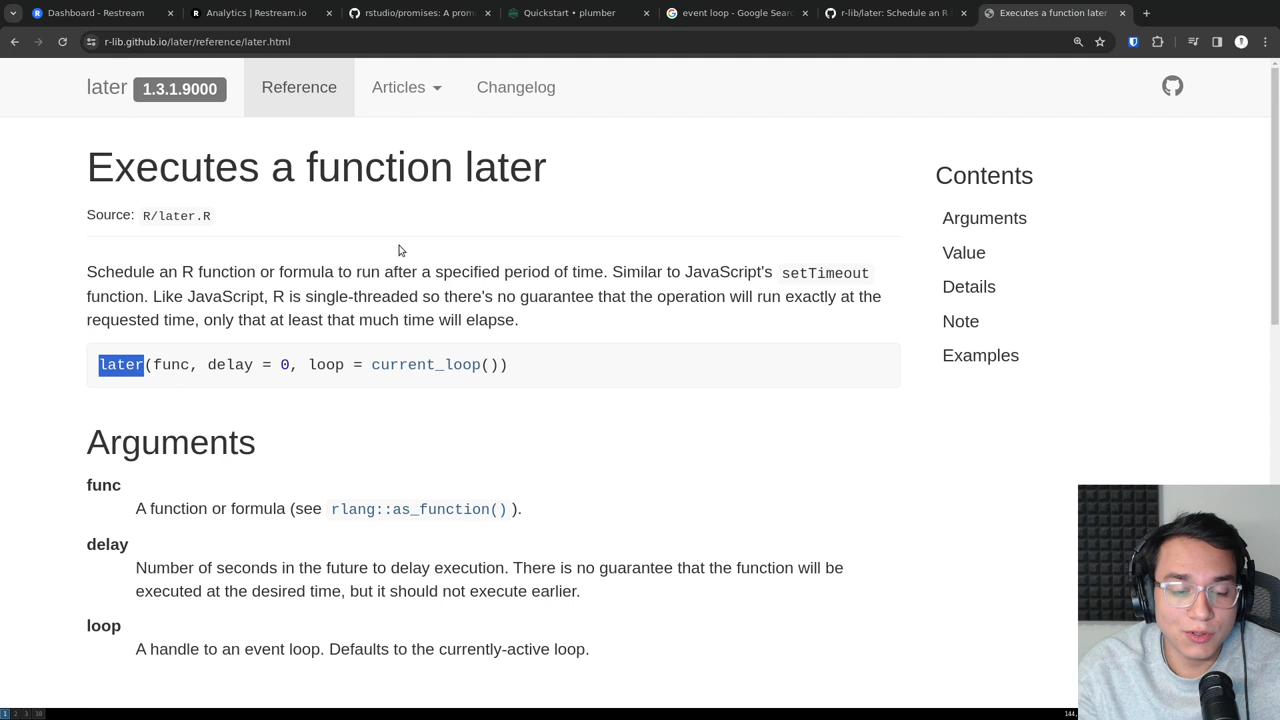 Dashboard - Restream
Analytics | Restream.io
rstudio/promises: A prom
Quickstart • plumber
event loop - Google Searc
r-lib/later: Schedule an R
Executes a function later
r-lib.github.io/later/reference/later.html
later 1.3.1.9000 Reference Articles Changelog
Executes a function later
Source: R/later.R
Schedule an R function or formula to run after a specified period of time. Similar to JavaScript's setTimeout
function. Like JavaScript, R is single-threaded so there's no guarantee that the operation will run exactly at the
requested time, only that at least that much time will elapse.
later(func, delay = 0, loop = current_loop())
Arguments
func
A function or formula (see rlang::as_function() ).
delay
Number of seconds in the future to delay execution. There is no guarantee that the function will be
executed at the desired time, but it should not execute earlier.
loop
A handle to an event loop. Defaults to the currently-active loop.
Contents
Arguments
Value
Details
Note
Examples
1 2 3 10
144,